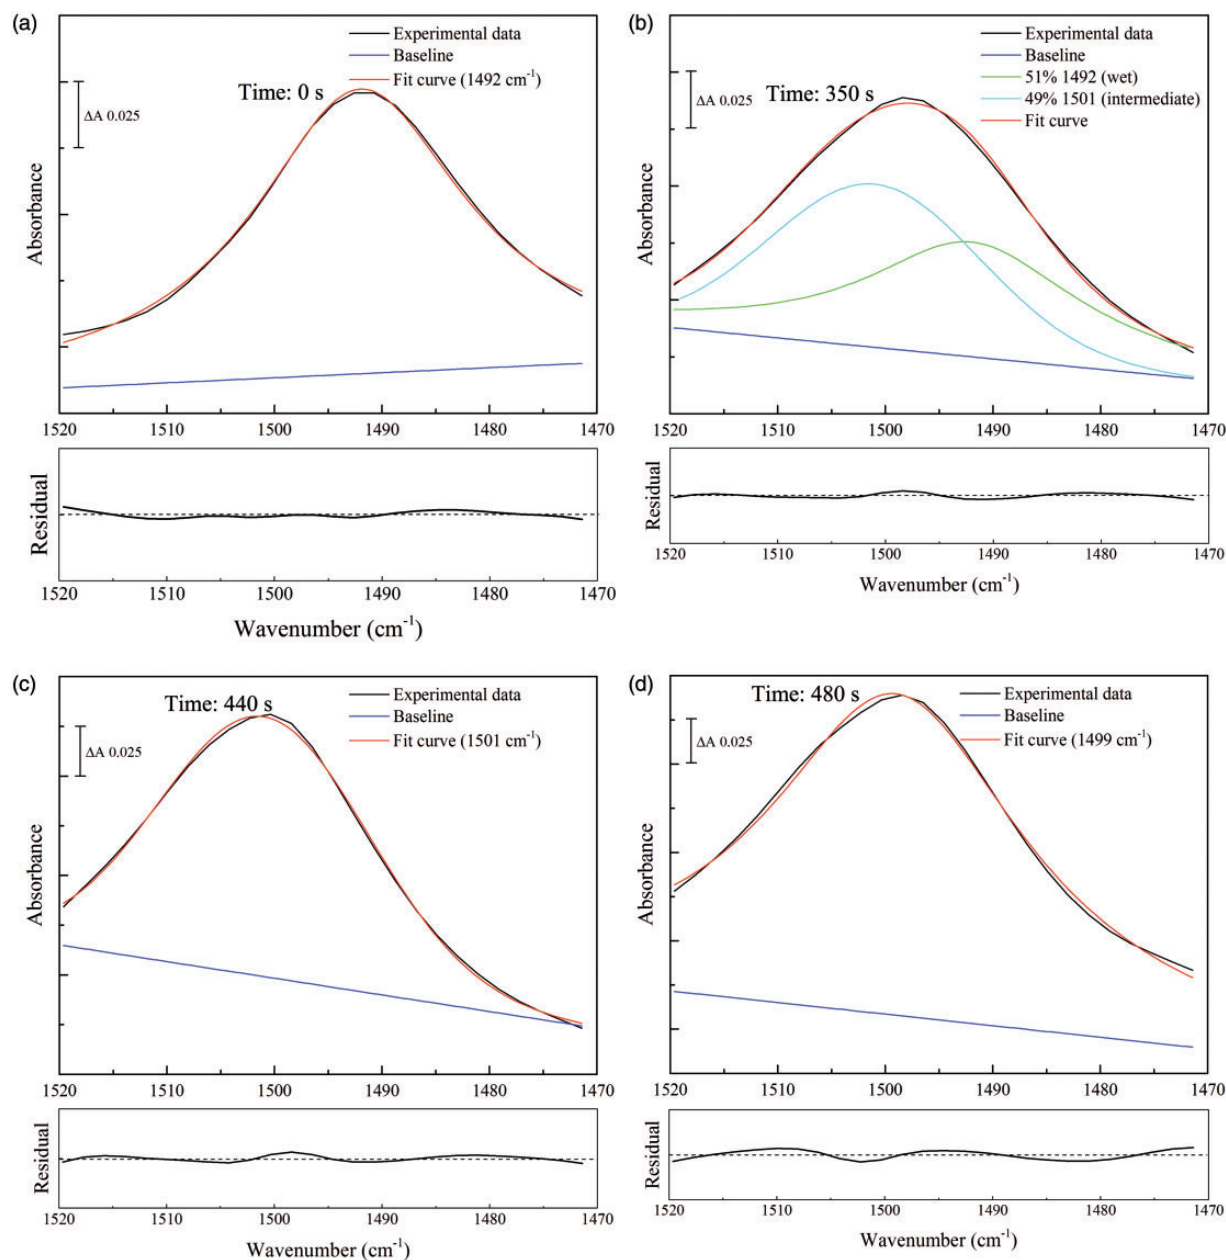 (a)
Experimental data
Baseline
Fit curve (1492 cm⁻¹)
Time: 0 s
ΔA 0.025
Absorbance
1520 1510 1500 1490 1480 1470
Residual
1520 1510 1500 1490 1480 1470
Wavenumber (cm⁻¹)
(b)
Experimental data
Baseline
51% 1492 (wet)
49% 1501 (intermediate)
Fit curve
Time: 350 s
ΔA 0.025
Absorbance
1520 1510 1500 1490 1480 1470
Residual
1520 1510 1500 1490 1480 1470
Wavenumber (cm⁻¹)
(c)
Time: 440 s
Experimental data
Baseline
Fit curve (1501 cm⁻¹)
ΔA 0.025
Absorbance
1520 1510 1500 1490 1480 1470
Residual
1520 1510 1500 1490 1480 1470
Wavenumber (cm⁻¹)
(d)
Time: 480 s
Experimental data
Baseline
Fit curve (1499 cm⁻¹)
ΔA 0.025
Absorbance
1520 1510 1500 1490 1480 1470
Residual
1520 1510 1500 1490 1480 1470
Wavenumber (cm⁻¹)